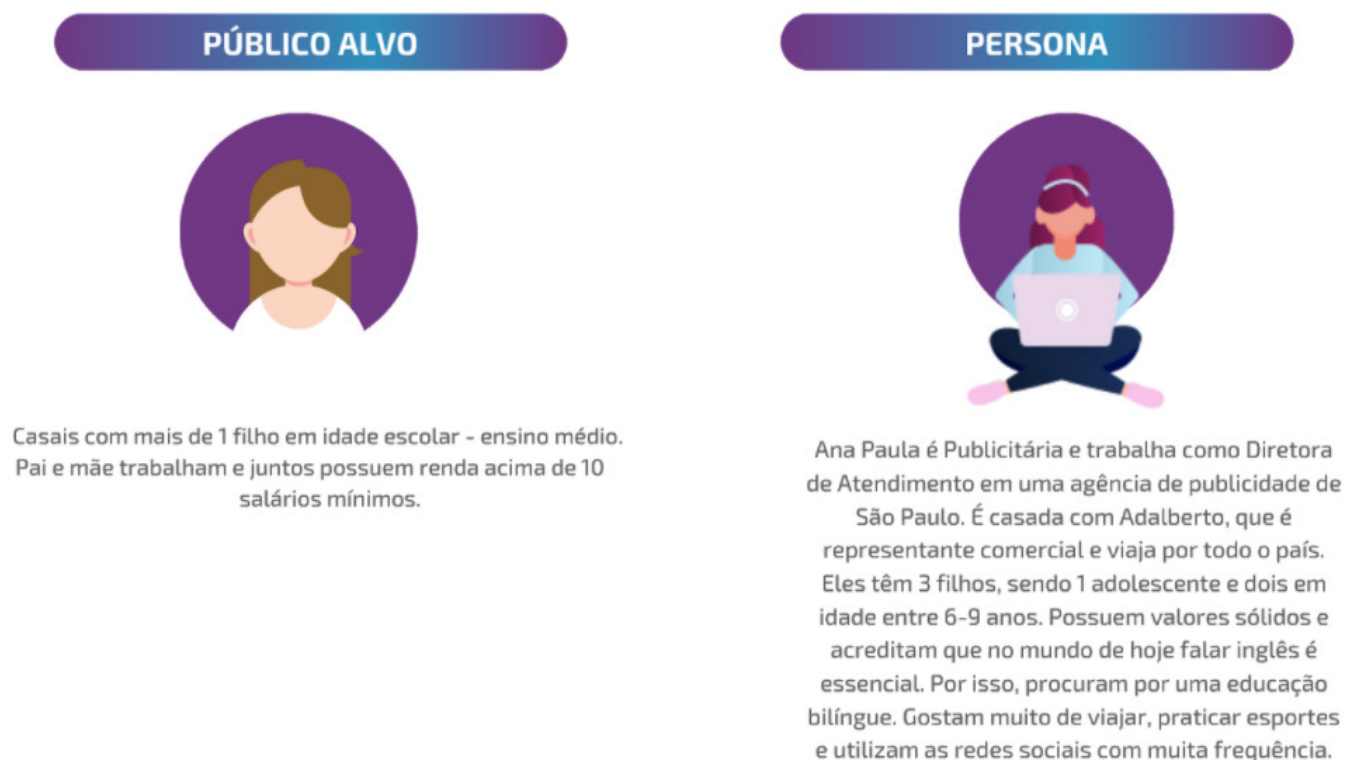 PÚBLICO ALVO
Casais com mais de 1 filho em idade escolar - ensino médio.
Pai e mãe trabalham e juntos possuem renda acima de 10
salários mínimos.
PERSONA
Ana Paula é Publicitária e trabalha como Diretora
de Atendimento em uma agência de publicidade de
São Paulo. É casada com Adalberto, que é
representante comercial e viaja por todo o país.
Eles têm 3 filhos, sendo 1 adolescente e dois em
idade entre 6-9 anos. Possuem valores sólidos e
acreditam que no mundo de hoje falar inglês é
essencial. Por isso, procuram por uma educação
bilíngue. Gostam muito de viajar, praticar esportes
e utilizam as redes sociais com muita frequência.